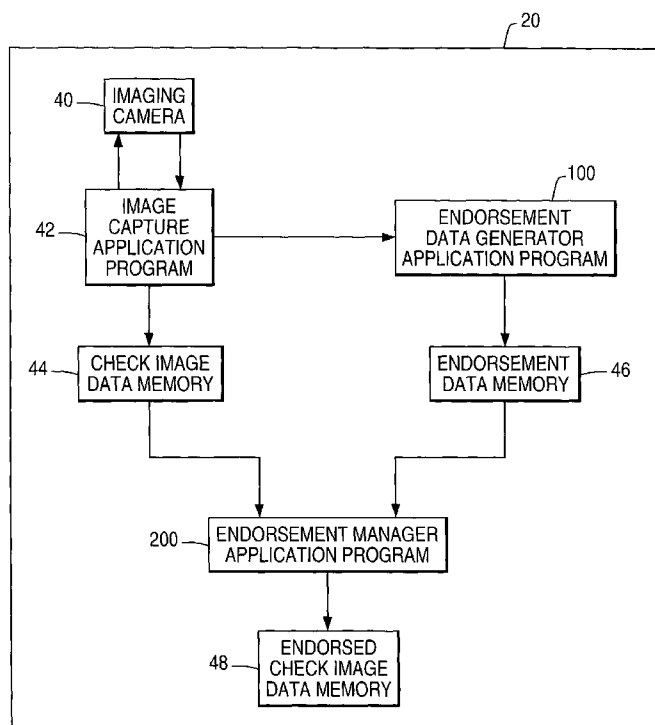 20
40
IMAGING
CAMERA
100
42
IMAGE
CAPTURE
APPLICATION
PROGRAM
ENDORSEMENT
DATA GENERATOR
APPLICATION PROGRAM
44
CHECK IMAGE
DATA MEMORY
ENDORSEMENT
DATA MEMORY
46
200
ENDORSEMENT MANAGER
APPLICATION PROGRAM
48
ENDORSED
CHECK IMAGE
DATA MEMORY